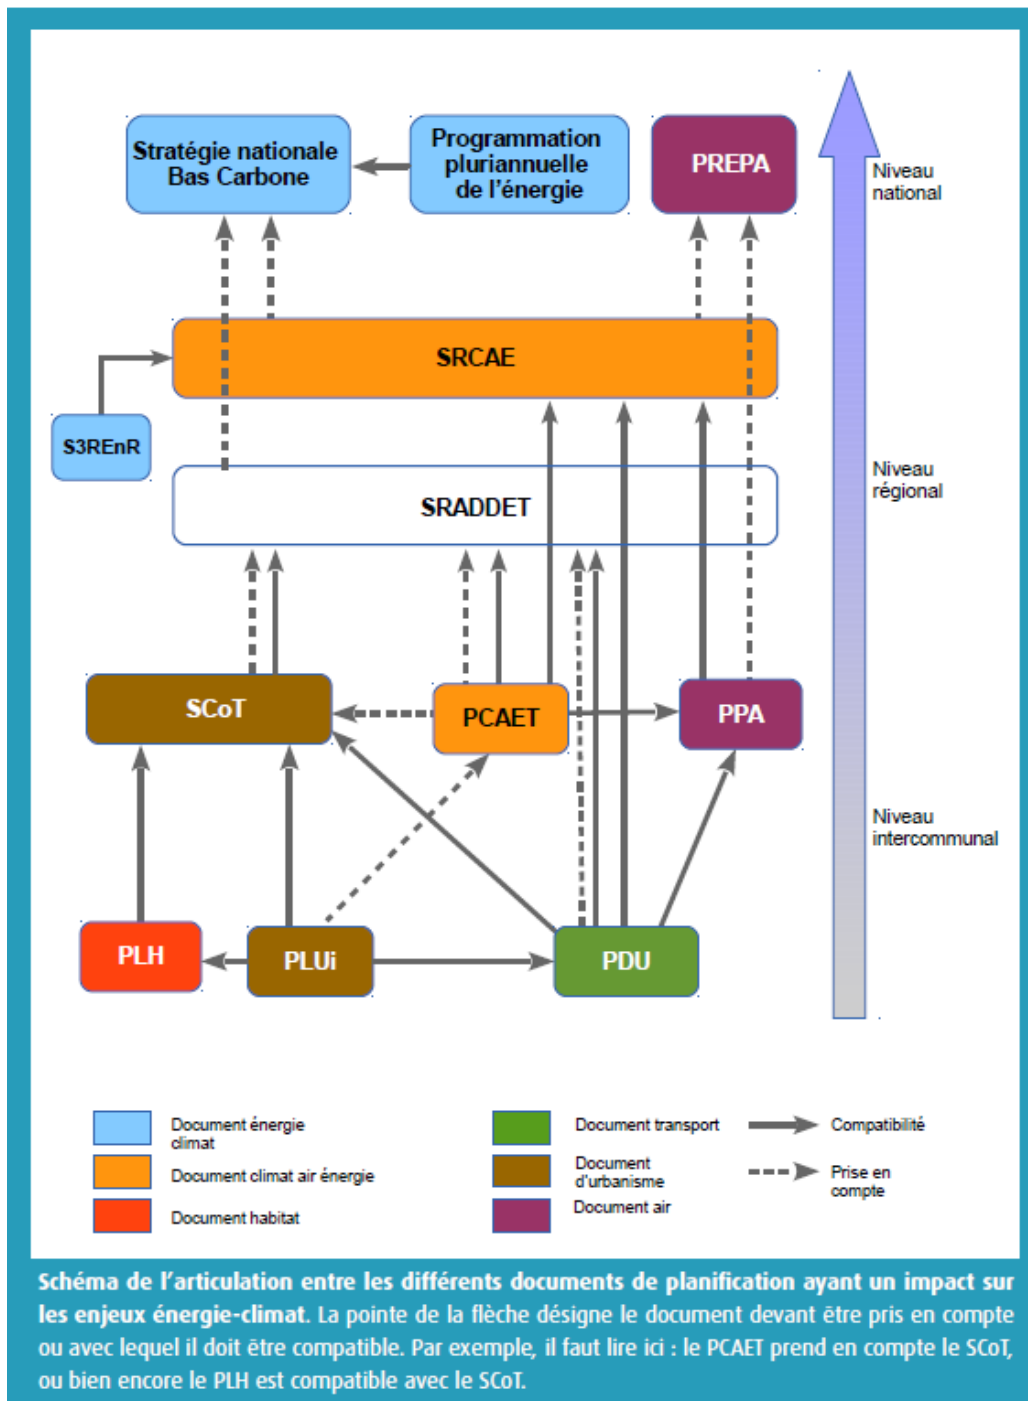 Stratégie nationale
Bas Carbone
Programmation
pluriannuelle
de l'énergie
PREPA
Niveau
national
SRCAE
S3REnR
Niveau
régional
SRADDET
SCoT
PCAET
PPA
Niveau
intercommunal
PLH
PLUi
PDU
Document énergie
climat
Document climat air énergie
Document habitat
Document transport
Document
d'urbanisme
Document air
Compatibilité
Prise en
compte
Schéma de l'articulation entre les différents documents de planification ayant un impact sur
les enjeux énergie-climat. La pointe de la flèche désigne le document devant être pris en compte
ou avec lequel il doit être compatible. Par exemple, il faut lire ici : le PCAET prend en compte le SCoT,
ou bien encore le PLH est compatible avec le SCoT.